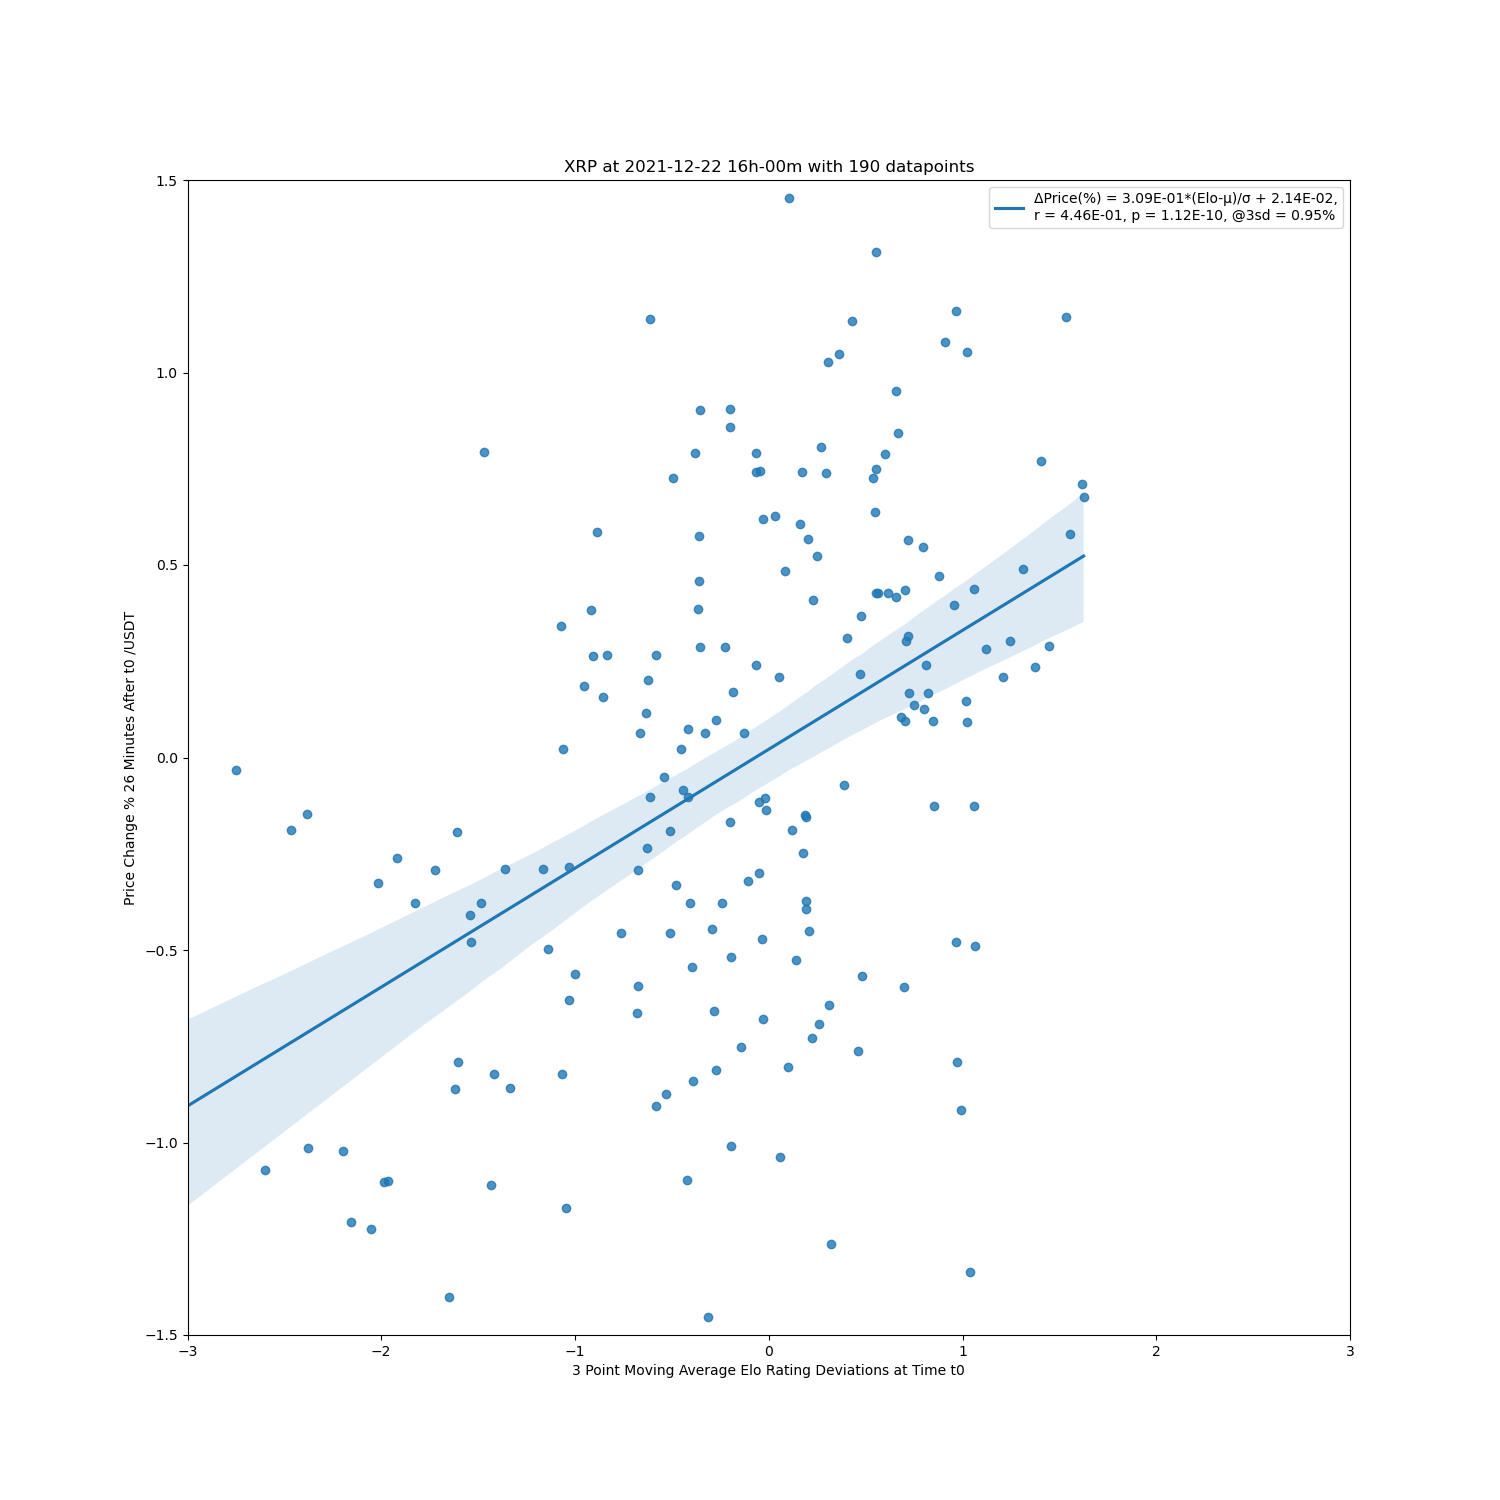 XRP at 2021-12-22 16h-00m with 190 datapoints
ΔPrice(%) = 3.09E-01*(Elo-μ)/σ + 2.14E-02,
r = 4.46E-01, p = 1.12E-10, @3sd = 0.95%
Price Change % 26 Minutes After t0 /USDT
1.5
1.0
0.5
0.0
−0.5
−1.0
−1.5
−3 −2 −1 0 1 2 3
3 Point Moving Average Elo Rating Deviations at Time t0